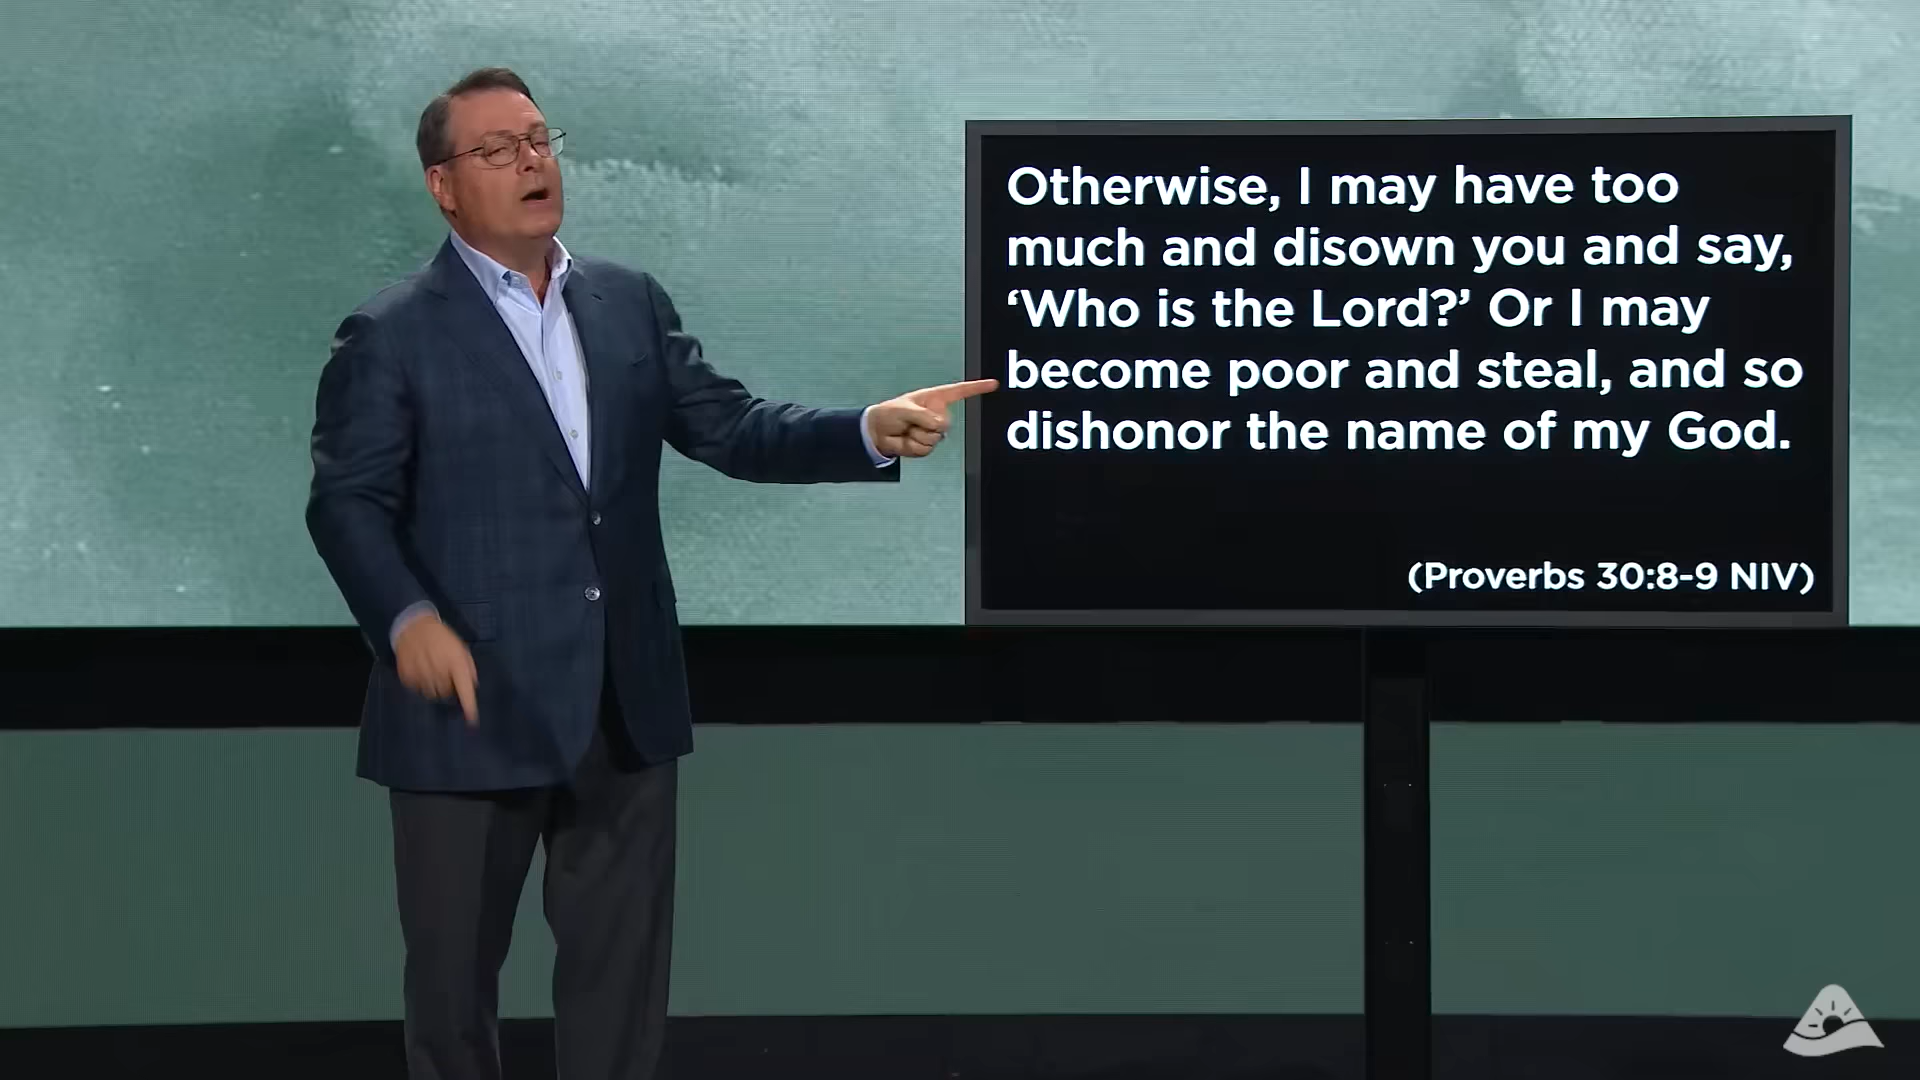 Otherwise, I may have too
much and disown you and say,
‘Who is the Lord?’ Or I may
become poor and steal, and so
dishonor the name of my God.
(Proverbs 30:8-9 NIV)